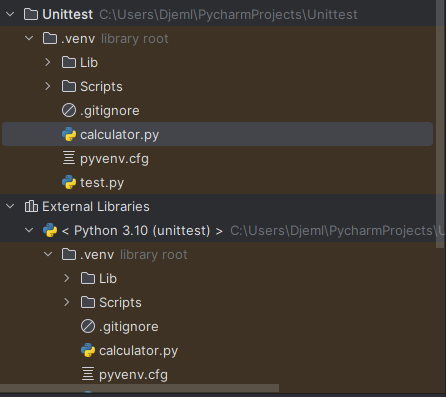 Unittest C:\Users\Djeml\PycharmProjects\Unittest
.venv library root
Lib
Scripts
.gitignore
calculator.py
pyvenv.cfg
test.py
External Libraries
< Python 3.10 (unittest) > C:\Users\Djeml\PycharmProjects\U
.venv library root
Lib
Scripts
.gitignore
calculator.py
pyvenv.cfg